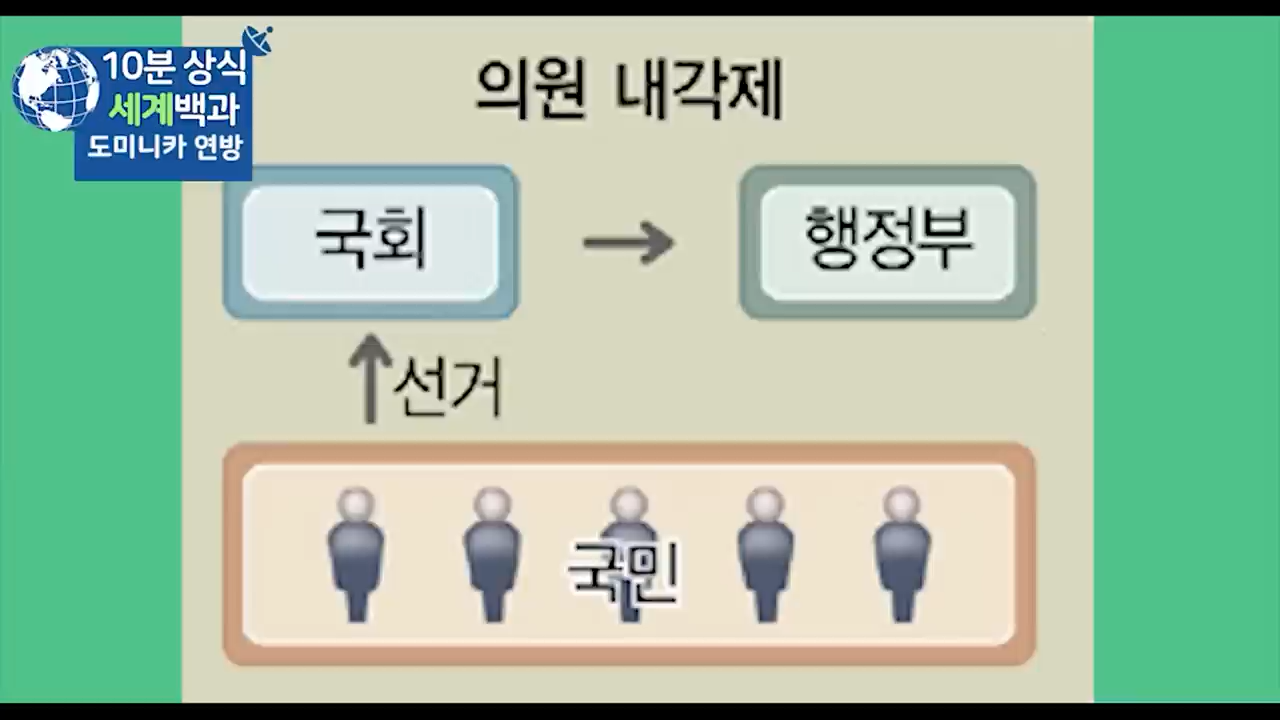 10분 상식
세계백과
도미니카 연방
의원 내각제
국회
행정부
선거
국민